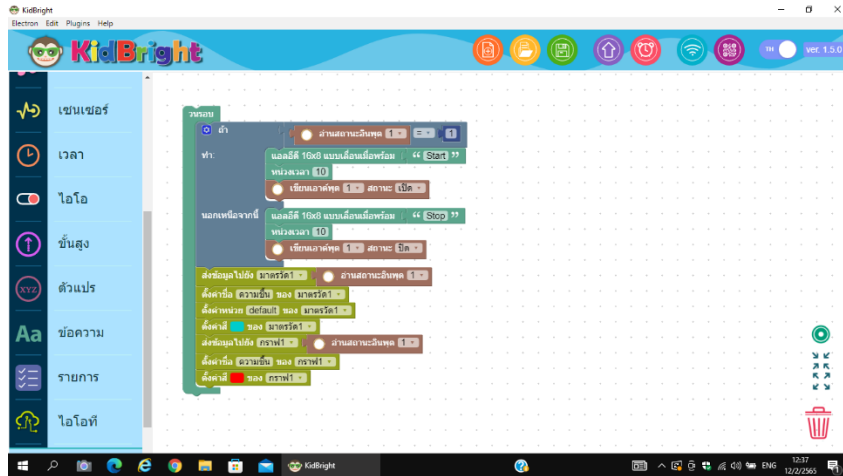 KidBright
Electron Edit Plugins Help
KidBright
TH
ver. 1.5.0
เซนเซอร์
เวลา
ไอโอ
ขั้นสูง
xyz ตัวแปร
Aa ข้อความ
รายการ
ไอโอที
วนรอบ
ถ้า อ่านสถานะอินพุต 1 = 1
ทำ: แอลอีดี 16x8 แบบเลื่อนเมื่อพร้อม “ Start ”
หน่วงเวลา 10
เขียนเอาต์พุต 1 สถานะ เปิด
นอกเหนือจากนี้ แอลอีดี 16x8 แบบเลื่อนเมื่อพร้อม “ Stop ”
หน่วงเวลา 10
เขียนเอาต์พุต 1 สถานะ ปิด
ส่งข้อมูลไปยัง มาตรวัด1 อ่านสถานะอินพุต 1
ตั้งค่าชื่อ ความชื้น ของ มาตรวัด1
ตั้งค่าหน่วย default ของ มาตรวัด1
ตั้งค่าสี ของ มาตรวัด1
ส่งข้อมูลไปยัง กราฟ1 อ่านสถานะอินพุต 1
ตั้งค่าชื่อ ความชื้น ของ กราฟ1
ตั้งค่าสี ของ กราฟ1
KidBright
ENG
12:37
12/2/2565